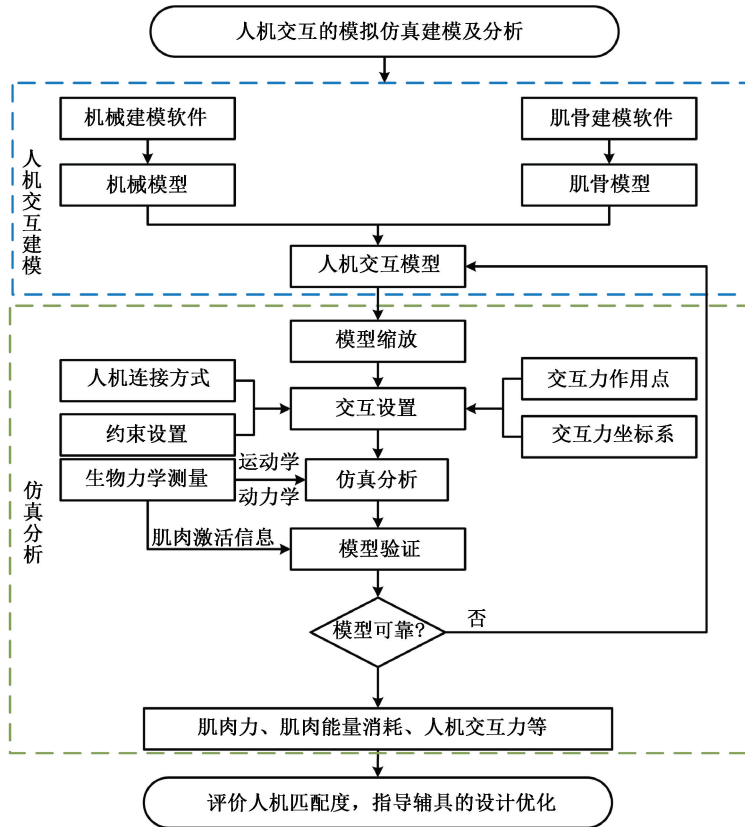 人机交互的模拟仿真建模及分析
人机交互建模
机械建模软件
肌骨建模软件
机械模型
肌骨模型
人机交互模型
仿真分析
模型缩放
人机连接方式
交互力作用点
交互设置
约束设置
交互力坐标系
生物力学测量
运动学
动力学
仿真分析
肌肉激活信息
模型验证
模型可靠?
否
肌肉力、肌肉能量消耗、人机交互力等
评价人机匹配度，指导辅具的设计优化